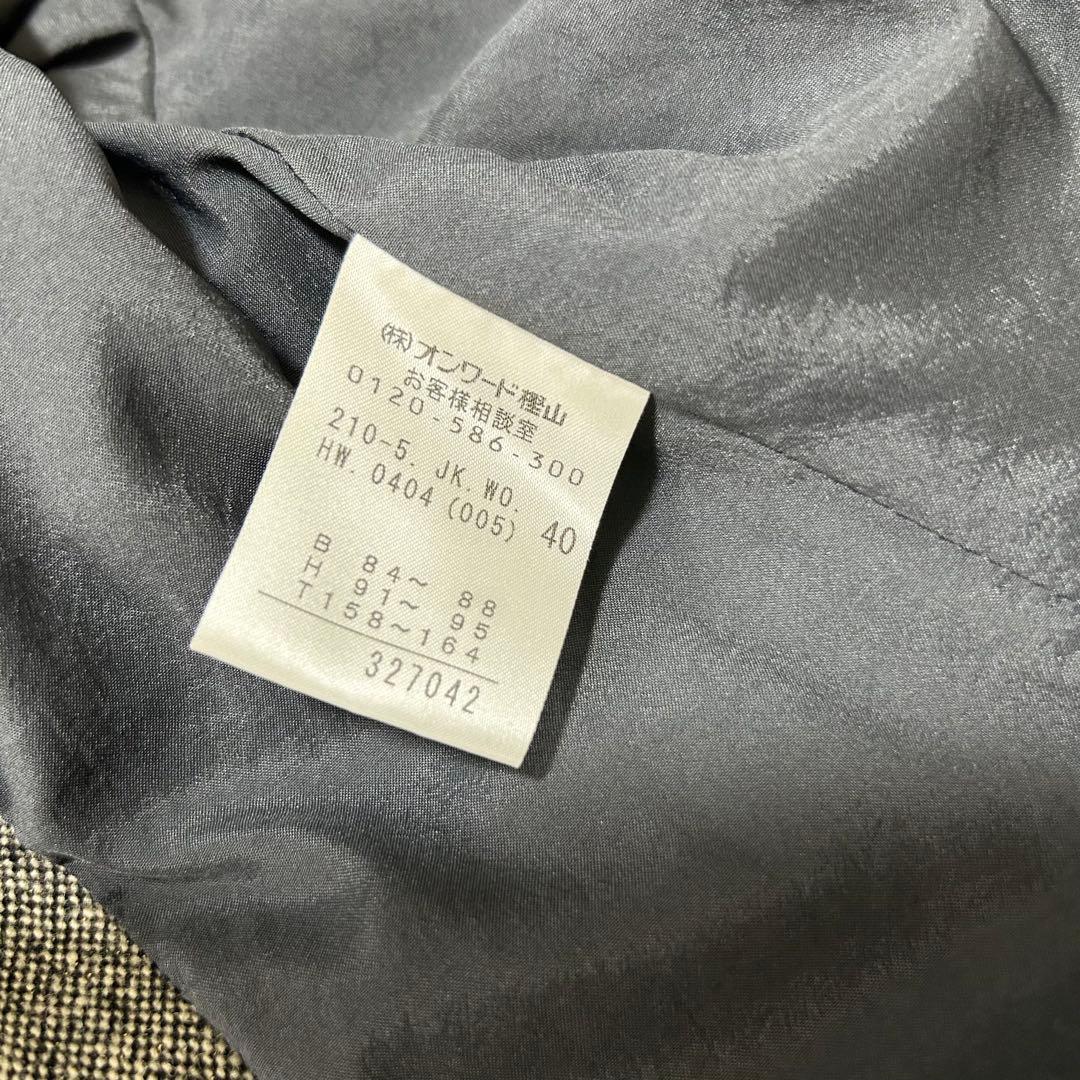 (株)オンワード樫山
お客様相談室
0120-586-300
210-5. JK. WO.
HW. 0404 (005) 40
B 84～ 88
H 91～ 95
T158～164
327042